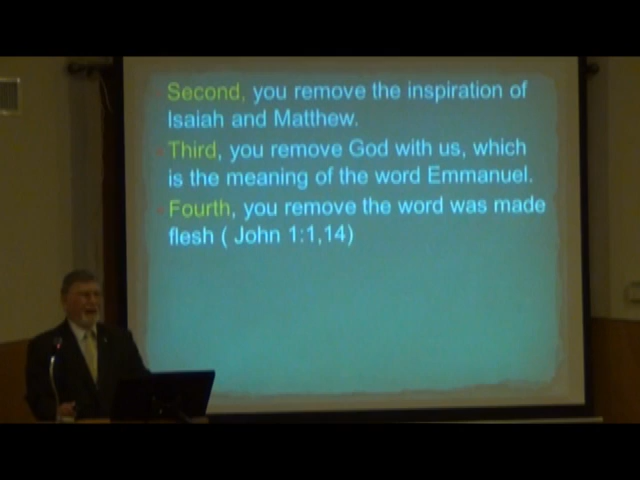 Second, you remove the inspiration of
Isaiah and Matthew.
Third, you remove God with us, which
is the meaning of the word Emmanuel.
Fourth, you remove the word was made
flesh ( John 1:1,14)